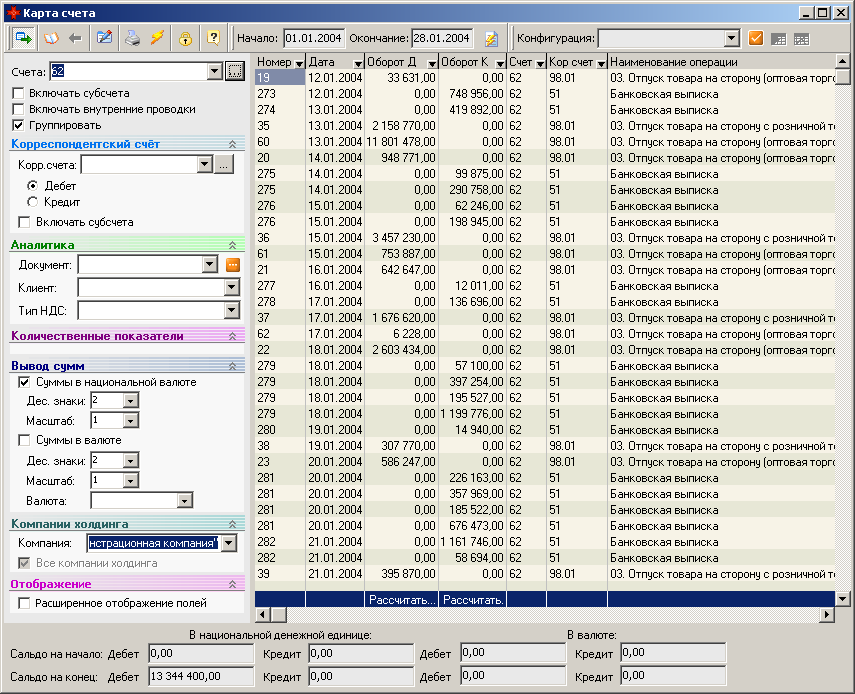 Карта счета
Начало: 01.01.2004 Окончание: 28.01.2004 Конфигурация:
Счета: 62
Включать субсчета
Включать внутренние проводки
Группировать
Корреспондентский счёт
Корр.счета:
Дебет
Кредит
Включать субсчета
Аналитика
Документ:
Клиент:
Тип НДС:
Количественные показатели
Вывод сумм
Суммы в национальной валюте
Дес. знаки: 2
Масштаб: 1
Суммы в валюте
Дес. знаки: 2
Масштаб: 1
Валюта:
Компании холдинга
Компания: нстрационная компания"
Все компании холдинга
Отображение
Расширенное отображение полей
Номер Дата Оборот Д Оборот К Счет Кор счет Наименование операции
19 12.01.2004 33 631,00 0,00 62 98.01 03. Отпуск товара на сторону (оптовая торго
273 12.01.2004 0,00 748 956,00 62 51 Банковская выписка
274 13.01.2004 0,00 419 892,00 62 51 Банковская выписка
35 13.01.2004 2 158 770,00 0,00 62 98.01 03. Отпуск товара на сторону с розничной то
60 13.01.2004 11 801 478,00 0,00 62 98.01 03. Отпуск товара на сторону (оптовая торго
20 14.01.2004 948 771,00 0,00 62 98.01 03. Отпуск товара на сторону (оптовая торго
275 14.01.2004 0,00 99 875,00 62 51 Банковская выписка
275 14.01.2004 0,00 290 758,00 62 51 Банковская выписка
276 15.01.2004 0,00 62 246,00 62 51 Банковская выписка
276 15.01.2004 0,00 198 945,00 62 51 Банковская выписка
36 15.01.2004 3 457 230,00 0,00 62 98.01 03. Отпуск товара на сторону с розничной то
61 15.01.2004 753 887,00 0,00 62 98.01 03. Отпуск товара на сторону (оптовая торго
21 16.01.2004 642 647,00 0,00 62 98.01 03. Отпуск товара на сторону (оптовая торго
277 16.01.2004 0,00 12 011,00 62 51 Банковская выписка
278 17.01.2004 0,00 136 696,00 62 51 Банковская выписка
37 17.01.2004 1 676 620,00 0,00 62 98.01 03. Отпуск товара на сторону с розничной то
62 17.01.2004 6 228,00 0,00 62 98.01 03. Отпуск товара на сторону (оптовая торго
22 18.01.2004 2 603 434,00 0,00 62 98.01 03. Отпуск товара на сторону (оптовая торго
279 18.01.2004 0,00 57 100,00 62 51 Банковская выписка
279 18.01.2004 0,00 397 254,00 62 51 Банковская выписка
279 18.01.2004 0,00 195 527,00 62 51 Банковская выписка
279 18.01.2004 0,00 1 199 776,00 62 51 Банковская выписка
280 19.01.2004 0,00 14 940,00 62 51 Банковская выписка
38 19.01.2004 307 770,00 0,00 62 98.01 03. Отпуск товара на сторону с розничной то
23 20.01.2004 586 247,00 0,00 62 98.01 03. Отпуск товара на сторону (оптовая торго
281 20.01.2004 0,00 226 163,00 62 51 Банковская выписка
281 20.01.2004 0,00 357 969,00 62 51 Банковская выписка
281 20.01.2004 0,00 185 522,00 62 51 Банковская выписка
281 20.01.2004 0,00 676 473,00 62 51 Банковская выписка
282 21.01.2004 0,00 1 161 746,00 62 51 Банковская выписка
282 21.01.2004 0,00 58 694,00 62 51 Банковская выписка
39 21.01.2004 395 870,00 0,00 62 98.01 03. Отпуск товара на сторону с розничной то
Рассчитать... Рассчитать.
В национальной денежной единице: В валюте:
Сальдо на начало: Дебет 0,00 Кредит 0,00 Дебет 0,00 Кредит 0,00
Сальдо на конец: Дебет 13 344 400,00 Кредит 0,00 Дебет 0,00 Кредит 0,00